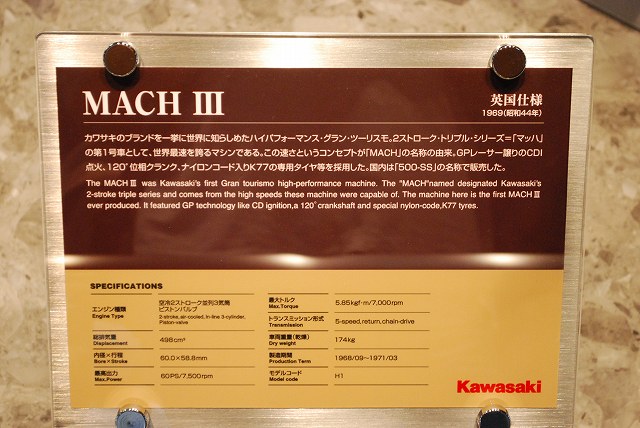 MACH III
英国仕様
1969(昭和44年)
カワサキのブランドを一挙に世界に知らしめたハイパフォーマンス・グラン・ツーリスモ。2ストローク・トリプル・シリーズ=「マッハ」
の第1号車として、世界最速を誇るマシンである。この速さというコンセプトが「MACH」の名称の由来。GPレーサー譲りのCDI
点火、120°位相クランク、ナイロンコード入りK77の専用タイヤ等を採用した。国内は「500-SS」の名称で販売した。
The MACH III was Kawasaki's first Gran tourismo high-performance machine. The "MACH"named designated Kawasaki's
2-stroke triple series and comes from the high speeds these machine were capable of. The machine here is the first MACH III
ever produced. It featured GP technology like CD ignition,a 120°crankshaft and special nylon-code,K77 tyres.
SPECIFICATIONS
エンジン種類
Engine Type
空冷2ストローク並列3気筒
ピストンバルブ
2-stroke, air-cooled, in-line 3-cylinder,
Piston-valve
総排気量
Displacement
498cm³
内径×行程
Bore×Stroke
60.0×58.8mm
最高出力
Max.Power
60PS/7,500rpm
最大トルク
Max.Torque
5.85kgf·m/7,000rpm
トランスミッション形式
Transmission
5-speed,return,chain-drive
車両重量(乾燥)
Dry weight
174kg
製造期間
Production Term
1968/09~1971/03
モデルコード
Model code
H1
Kawasaki